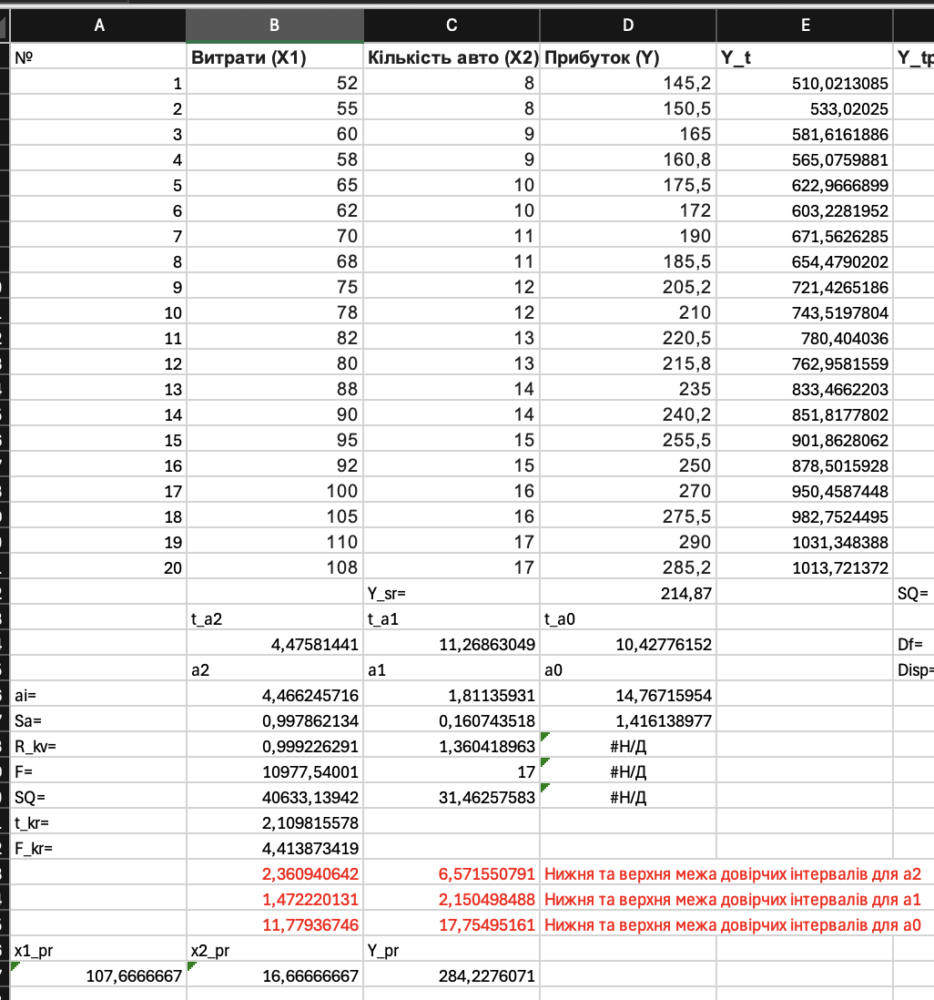 A B C D E
№ Витрати (X1) Кількість авто (X2) Прибуток (Y) Y_t Y_tp
1 52 8 145,2 510,0213085
2 55 8 150,5 533,02025
3 60 9 165 581,6161886
4 58 9 160,8 565,0759881
5 65 10 175,5 622,9666899
6 62 10 172 603,2281952
7 70 11 190 671,5626285
8 68 11 185,5 654,4790202
9 75 12 205,2 721,4265186
10 78 12 210 743,5197804
11 82 13 220,5 780,404036
12 80 13 215,8 762,9581559
13 88 14 235 833,4662203
14 90 14 240,2 851,8177802
15 95 15 255,5 901,8628062
16 92 15 250 878,5015928
17 100 16 270 950,4587448
18 105 16 275,5 982,7524495
19 110 17 290 1031,348388
20 108 17 285,2 1013,721372
Y_sr= 214,87 SQ=
t_a2 t_a1 t_a0
4,47581441 11,26863049 10,42776152 Df=
a2 a1 a0 Disp=
ai= 4,466245716 1,81135931 14,76715954
Sa= 0,997862134 0,160743518 1,416138977
R_kv= 0,999226291 1,360418963 #Н/Д
F= 10977,54001 17 #Н/Д
SQ= 40633,13942 31,46257583 #Н/Д
t_kr= 2,109815578
F_kr= 4,413873419
2,360940642 6,571550791 Нижня та верхня межа довірчих інтервалів для a2
1,472220131 2,150498488 Нижня та верхня межа довірчих інтервалів для a1
11,77936746 17,75495161 Нижня та верхня межа довірчих інтервалів для a0
x1_pr x2_pr Y_pr
107,6666667 16,66666667 284,2276071